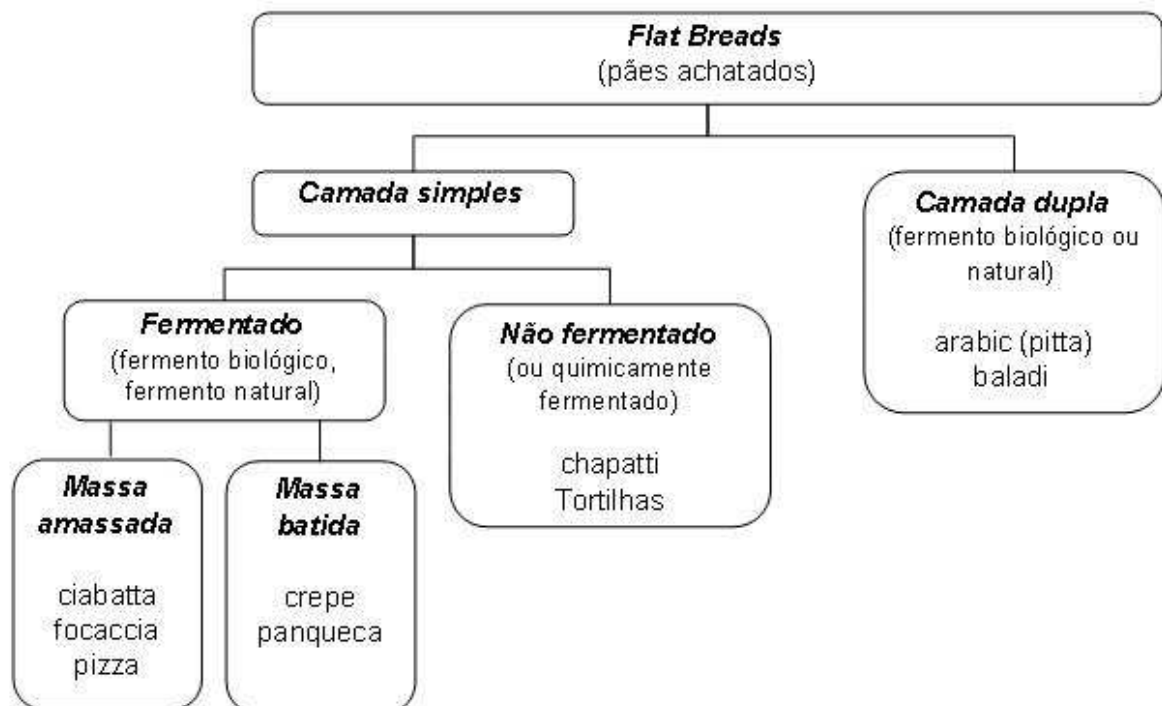 Flat Breads
(pães achatados)
Camada simples
Camada dupla
(fermento biológico ou
natural)
arabic (pitta)
baladi
Fermentado
(fermento biológico,
fermento natural)
Não fermentado
(ou quimicamente
fermentado)
chapatti
Tortilhas
Massa
amassada
ciabatta
focaccia
pizza
Massa
batida
crepe
panqueca